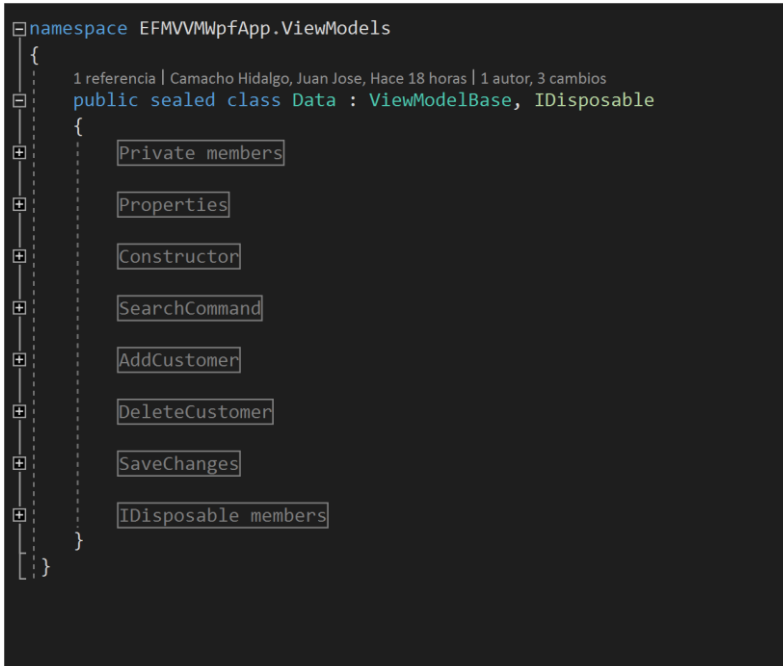 namespace EFMVVMWpfApp.ViewModels
{
1 referencia | Camacho Hidalgo, Juan Jose, Hace 18 horas | 1 autor, 3 cambios
public sealed class Data : ViewModelBase, IDisposable
{
Private members
Properties
Constructor
SearchCommand
AddCustomer
DeleteCustomer
SaveChanges
IDisposable members
}
}